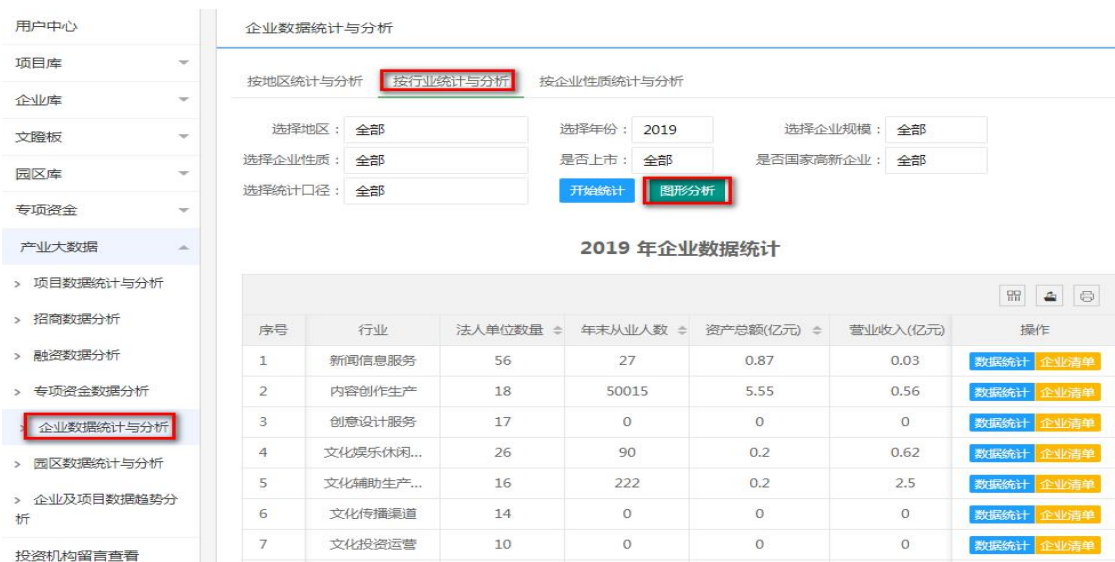 用户中心
项目库
企业库
文瞪板
园区库
专项资金
产业大数据
> 项目数据统计与分析
> 招商数据分析
> 融资数据分析
> 专项资金数据分析
> 企业数据统计与分析
> 园区数据统计与分析
> 企业及项目数据趋势分
析
投资机构留言查看
企业数据统计与分析
按地区统计与分析 按行业统计与分析 按企业性质统计与分析
选择地区： 全部 选择年份： 2019 选择企业规模： 全部
选择企业性质： 全部 是否上市： 全部 是否国家高新企业： 全部
选择统计口径： 全部 开始统计 图形分析
2019 年企业数据统计
序号 行业 法人单位数量 年末从业人数 资产总额(亿元) 营业收入(亿元) 操作
1 新闻信息服务 56 27 0.87 0.03 数据统计 企业清单
2 内容创作生产 18 50015 5.55 0.56 数据统计 企业清单
3 创意设计服务 17 0 0 0 数据统计 企业清单
4 文化娱乐休闲... 26 90 0.2 0.62 数据统计 企业清单
5 文化辅助生产... 16 222 0.2 2.5 数据统计 企业清单
6 文化传播渠道 14 0 0 0 数据统计 企业清单
7 文化投资运营 10 0 0 0 数据统计 企业清单